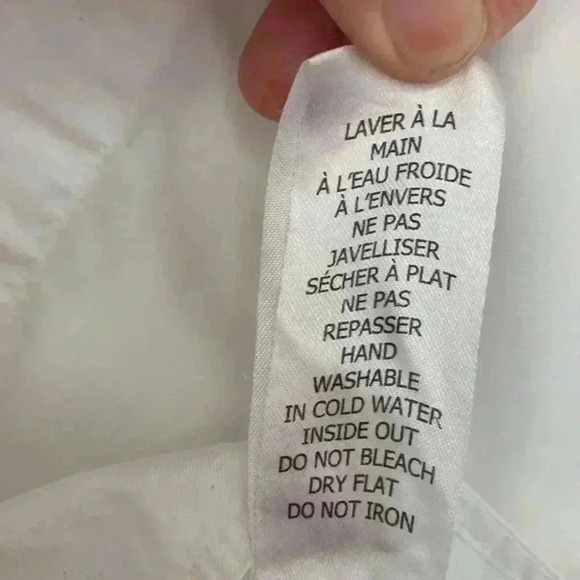 LAVER À LA
MAIN
À L'EAU FROIDE
À L'ENVERS
NE PAS
JAVELLISER
SÉCHER À PLAT
NE PAS
REPASSER
HAND
WASHABLE
IN COLD WATER
INSIDE OUT
DO NOT BLEACH
DRY FLAT
DO NOT IRON